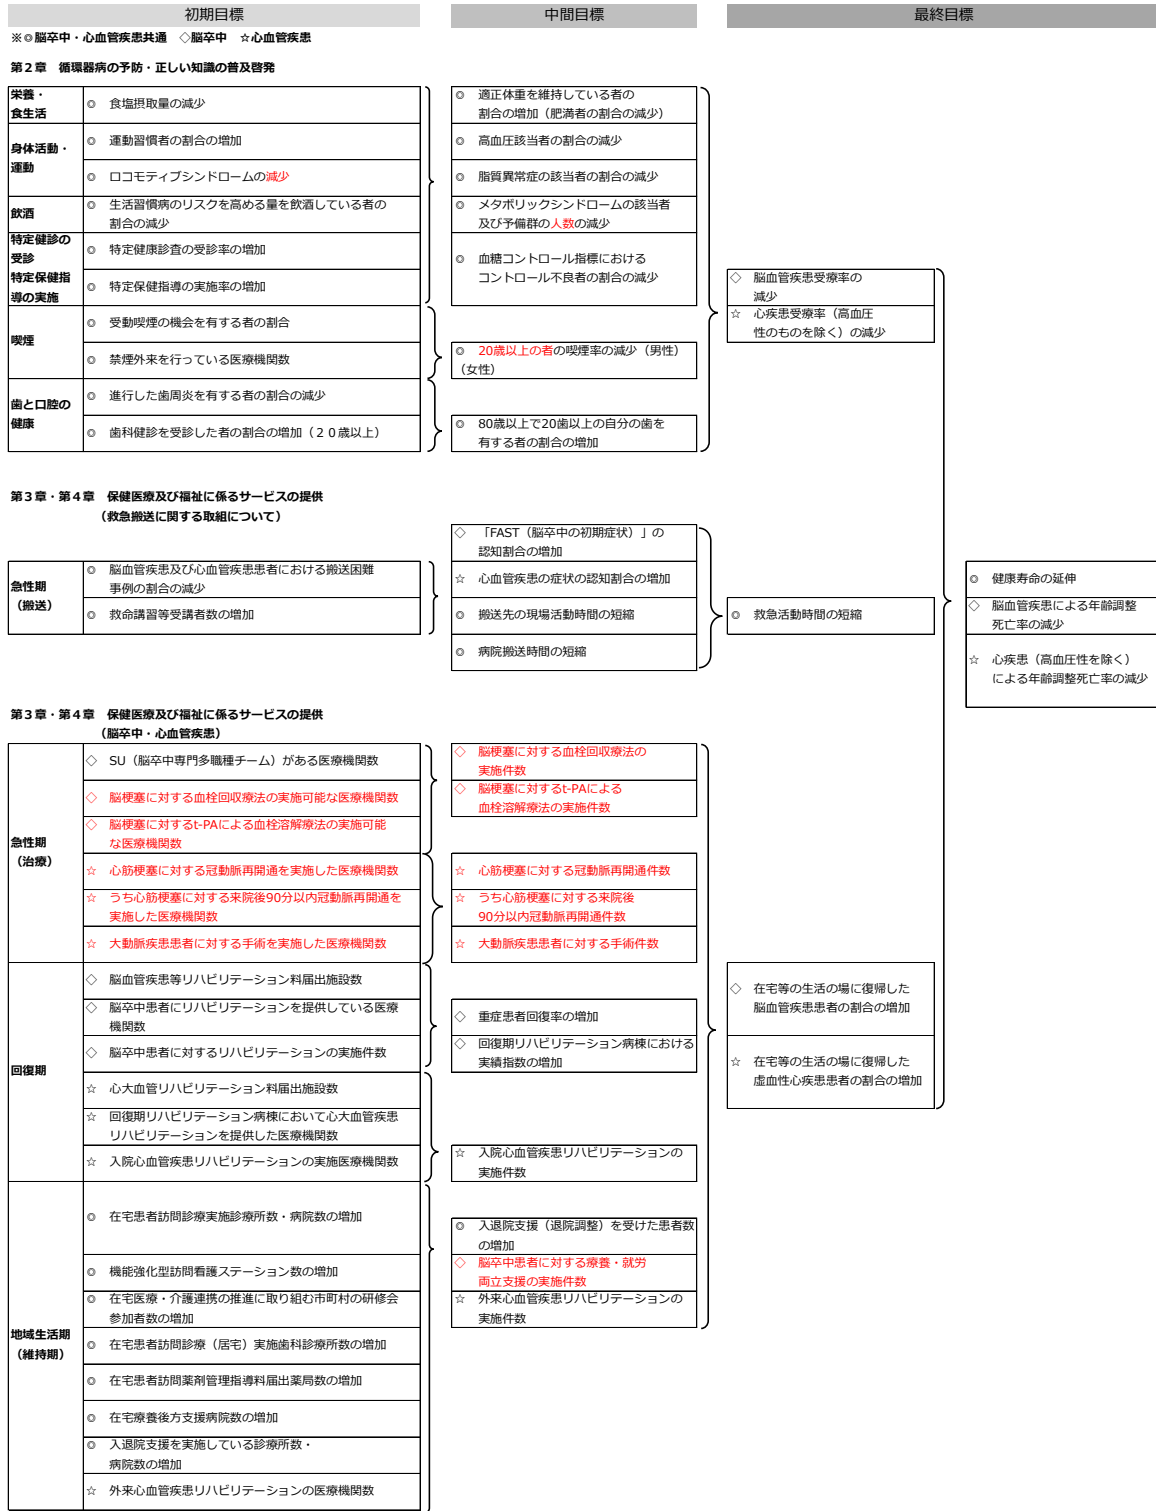 初期目標
中間目標
最終目標
※◎脳卒中・心血管疾患共通　◇脳卒中　☆心血管疾患
第２章　循環器病の予防・正しい知識の普及啓発
栄養・
食生活
◎　食塩摂取量の減少
身体活動・
運動
◎　運動習慣者の割合の増加
◎　ロコモティブシンドロームの減少
飲酒
◎　生活習慣病のリスクを高める量を飲酒している者の
割合の減少
特定健診の
受診
特定保健指
導の実施
◎　特定健康診査の受診率の増加
◎　特定保健指導の実施率の増加
喫煙
◎　受動喫煙の機会を有する者の割合
◎　禁煙外来を行っている医療機関数
歯と口腔の
健康
◎　進行した歯周炎を有する者の割合の減少
◎　歯科健診を受診した者の割合の増加（２０歳以上）
◎　適正体重を維持している者の
割合の増加（肥満者の割合の減少）
◎　高血圧該当者の割合の減少
◎　脂質異常症の該当者の割合の減少
◎　メタボリックシンドロームの該当者
及び予備群の人数の減少
◎　血糖コントロール指標における
コントロール不良者の割合の減少
◎　20歳以上の者の喫煙率の減少（男性）
（女性）
◎　80歳以上で20歯以上の自分の歯を
有する者の割合の増加
◇　脳血管疾患受療率の
減少
☆　心疾患受療率（高血圧
性のものを除く）の減少
第３章・第４章　保健医療及び福祉に係るサービスの提供
（救急搬送に関する取組について）
急性期
（搬送）
◎　脳血管疾患及び心血管疾患患者における搬送困難
事例の割合の減少
◎　救命講習等受講者数の増加
◇　「FAST（脳卒中の初期症状）」の
認知割合の増加
☆　心血管疾患の症状の認知割合の増加
◎　搬送先の現場活動時間の短縮
◎　病院搬送時間の短縮
◎　救急活動時間の短縮
◎　健康寿命の延伸
◇　脳血管疾患による年齢調整
死亡率の減少
☆　心疾患（高血圧性を除く）
による年齢調整死亡率の減少
第３章・第４章　保健医療及び福祉に係るサービスの提供
（脳卒中・心血管疾患）
急性期
（治療）
◇　SU（脳卒中専門多職種チーム）がある医療機関数
◇　脳梗塞に対する血栓回収療法の実施可能な医療機関数
◇　脳梗塞に対するt-PAによる血栓溶解療法の実施可能
な医療機関数
☆　心筋梗塞に対する冠動脈再開通を実施した医療機関数
☆　うち心筋梗塞に対する来院後90分以内冠動脈再開通を
実施した医療機関数
☆　大動脈疾患患者に対する手術を実施した医療機関数
◇　脳梗塞に対する血栓回収療法の
実施件数
◇　脳梗塞に対するt-PAによる
血栓溶解療法の実施件数
☆　心筋梗塞に対する冠動脈再開通件数
☆　うち心筋梗塞に対する来院後
90分以内冠動脈再開通件数
☆　大動脈疾患患者に対する手術件数
回復期
◇　脳血管疾患等リハビリテーション料届出施設数
◇　脳卒中患者にリハビリテーションを提供している医療
機関数
◇　脳卒中患者に対するリハビリテーションの実施件数
☆　心大血管リハビリテーション料届出施設数
☆　回復期リハビリテーション病棟において心大血管疾患
リハビリテーションを提供した医療機関数
☆　入院心血管疾患リハビリテーションの実施医療機関数
◇　重症患者回復率の増加
◇　回復期リハビリテーション病棟における
実績指数の増加
☆　入院心血管疾患リハビリテーションの
実施件数
◇　在宅等の生活の場に復帰した
脳血管疾患患者の割合の増加
☆　在宅等の生活の場に復帰した
虚血性心疾患患者の割合の増加
地域生活期
（維持期）
◎　在宅患者訪問診療実施診療所数・病院数の増加
◎　機能強化型訪問看護ステーション数の増加
◎　在宅医療・介護連携の推進に取り組む市町村の研修会
参加者数の増加
◎　在宅患者訪問診療（居宅）実施歯科診療所数の増加
◎　在宅患者訪問薬剤管理指導料届出薬局数の増加
◎　在宅療養後方支援病院数の増加
◎　入退院支援を実施している診療所数・
病院数の増加
☆　外来心血管疾患リハビリテーションの医療機関数
◎　入退院支援（退院調整）を受けた患者数
の増加
◇　脳卒中患者に対する療養・就労
両立支援の実施件数
☆　外来心血管疾患リハビリテーションの
実施件数